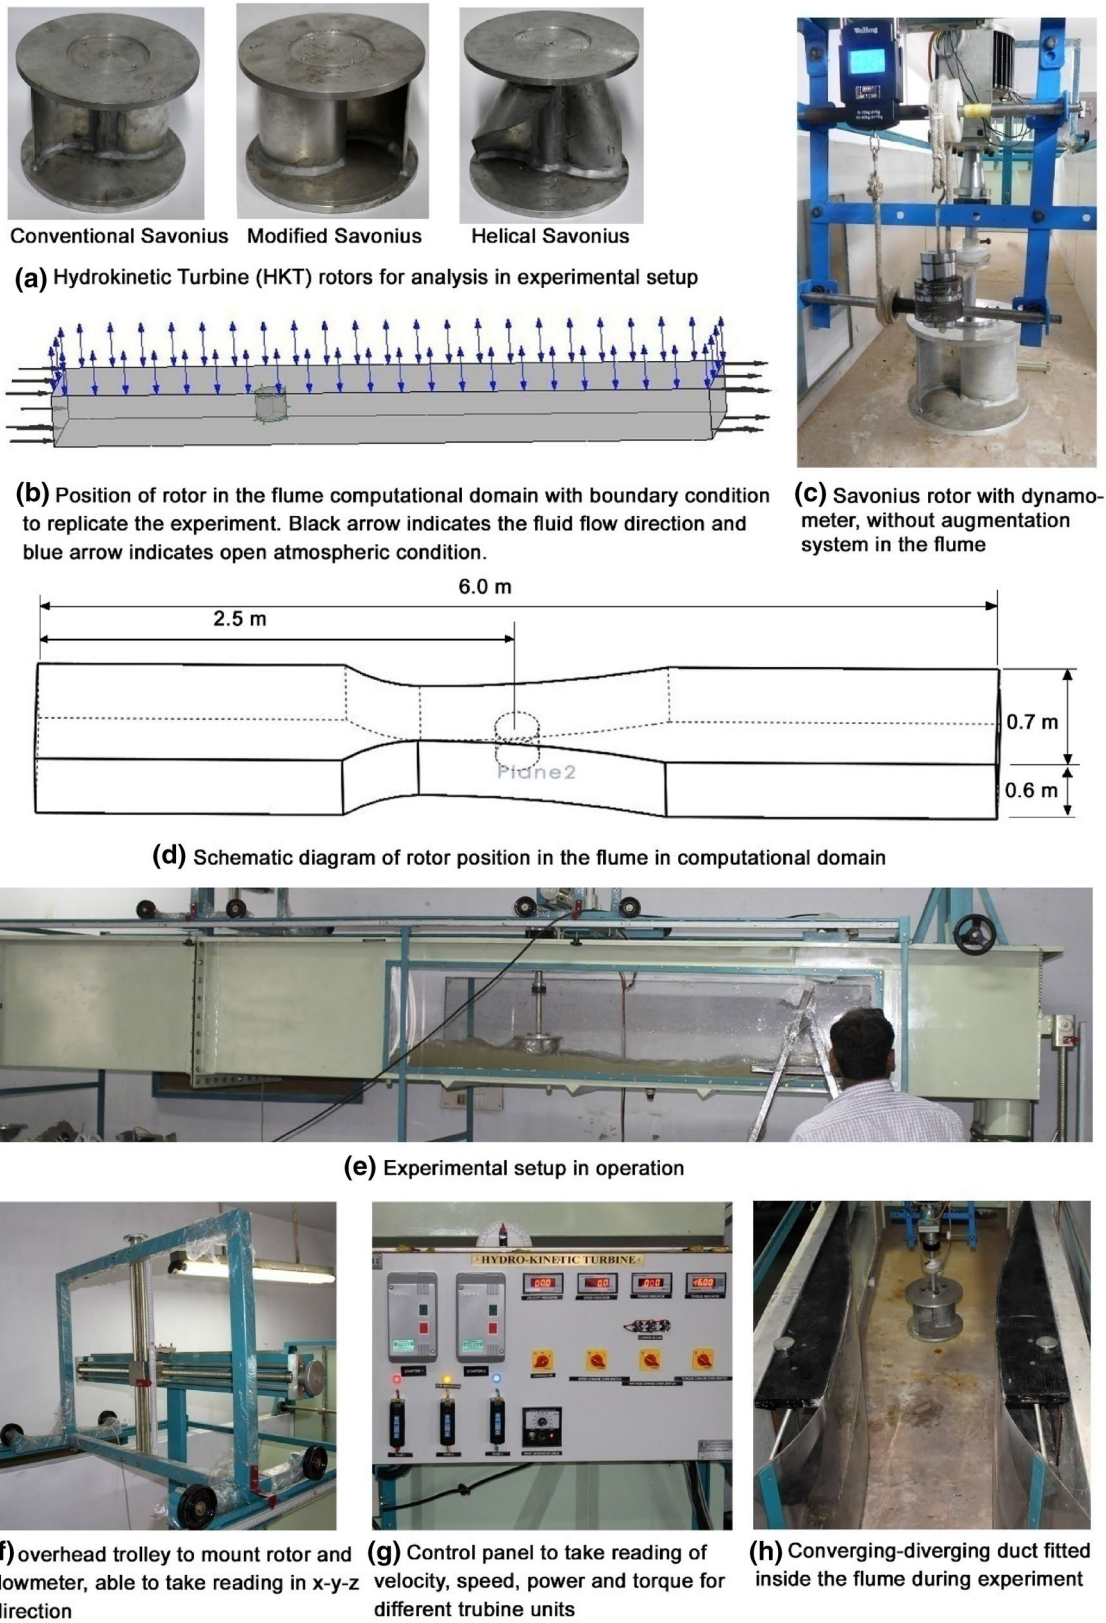 Conventional Savonius
Modified Savonius
Helical Savonius
(a) Hydrokinetic Turbine (HKT) rotors for analysis in experimental setup
(b) Position of rotor in the flume computational domain with boundary condition
to replicate the experiment. Black arrow indicates the fluid flow direction and
blue arrow indicates open atmospheric condition.
WeiHeng
(c) Savonius rotor with dynamo-
meter, without augmentation
system in the flume
6.0 m
2.5 m
0.7 m
0.6 m
Plane2
(d) Schematic diagram of rotor position in the flume in computational domain
(e) Experimental setup in operation
HYDRO-KINETIC TURBINE
f) overhead trolley to mount rotor and
lowmeter, able to take reading in x-y-z
direction
(g) Control panel to take reading of
velocity, speed, power and torque for
different trubine units
(h) Converging-diverging duct fitted
inside the flume during experiment